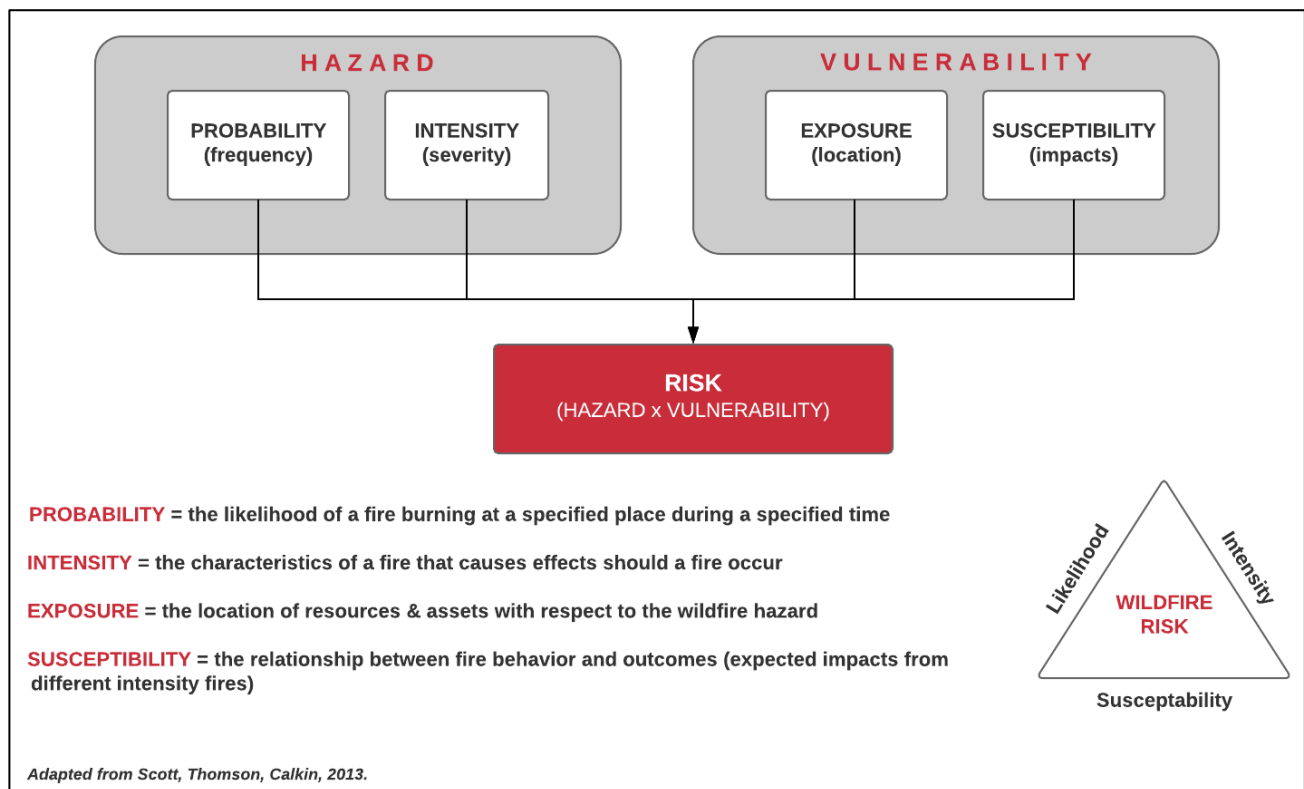 HAZARD
PROBABILITY
(frequency)
INTENSITY
(severity)
VULNERABILITY
EXPOSURE
(location)
SUSCEPTIBILITY
(impacts)
RISK
(HAZARD x VULNERABILITY)
PROBABILITY = the likelihood of a fire burning at a specified place during a specified time
INTENSITY = the characteristics of a fire that causes effects should a fire occur
EXPOSURE = the location of resources & assets with respect to the wildfire hazard
SUSCEPTIBILITY = the relationship between fire behavior and outcomes (expected impacts from
different intensity fires)
Likelihood
Intensity
WILDFIRE
RISK
Susceptability
Adapted from Scott, Thomson, Calkin, 2013.